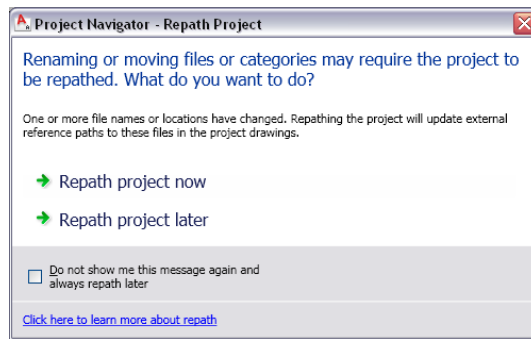 Project Navigator - Repath Project
Renaming or moving files or categories may require the project to
be repathed. What do you want to do?
One or more file names or locations have changed. Repathing the project will update external
reference paths to these files in the project drawings.
Repath project now
Repath project later
Do not show me this message again and
always repath later
Click here to learn more about repath